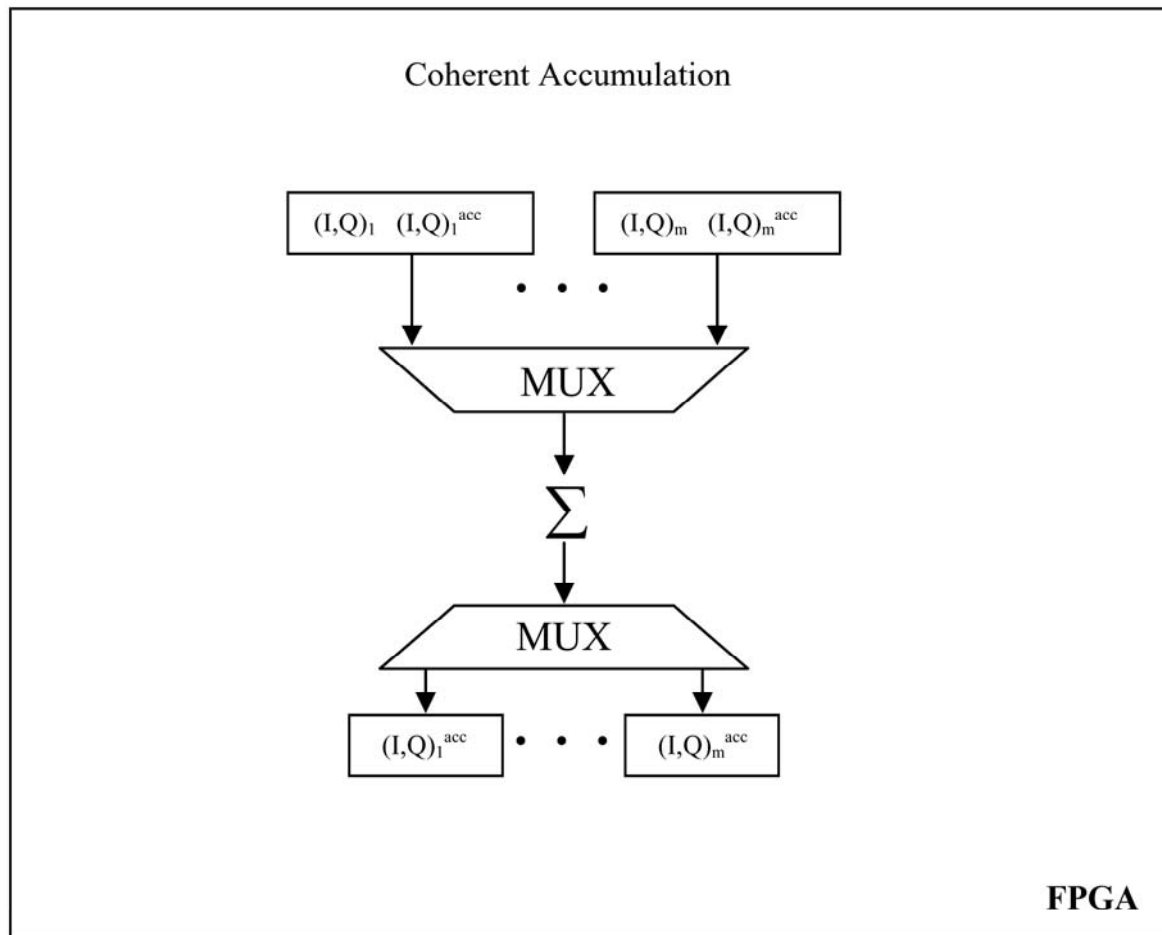 Coherent Accumulation
(I,Q)₁ (I,Q)₁ᵃᶜᶜ (I,Q)ₘ (I,Q)ₘᵃᶜᶜ
MUX
Σ
MUX
(I,Q)₁ᵃᶜᶜ (I,Q)ₘᵃᶜᶜ
FPGA